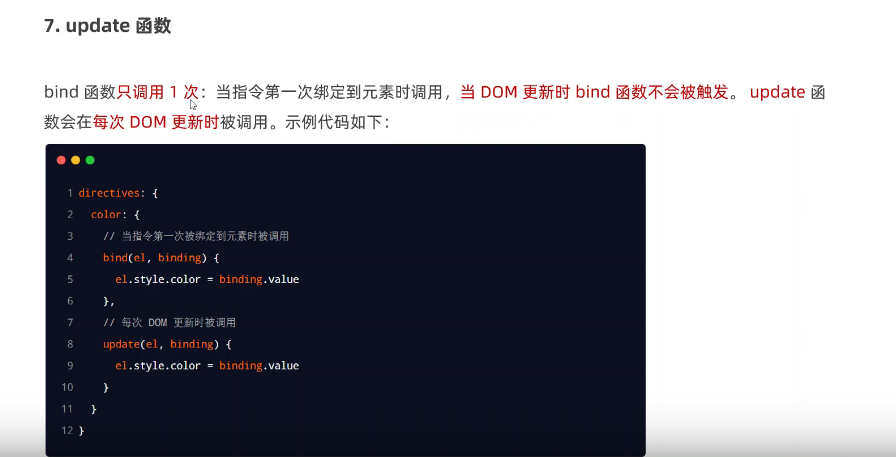 7. update 函数
bind 函数只调用 1 次：当指令第一次绑定到元素时调用，当 DOM 更新时 bind 函数不会被触发。 update 函
数会在每次 DOM 更新时被调用。示例代码如下：
1 directives: {
2 color: {
3 // 当指令第一次被绑定到元素时被调用
4 bind(el, binding) {
5 el.style.color = binding.value
6 },
7 // 每次 DOM 更新时被调用
8 update(el, binding) {
9 el.style.color = binding.value
10 }
11 }
12 }